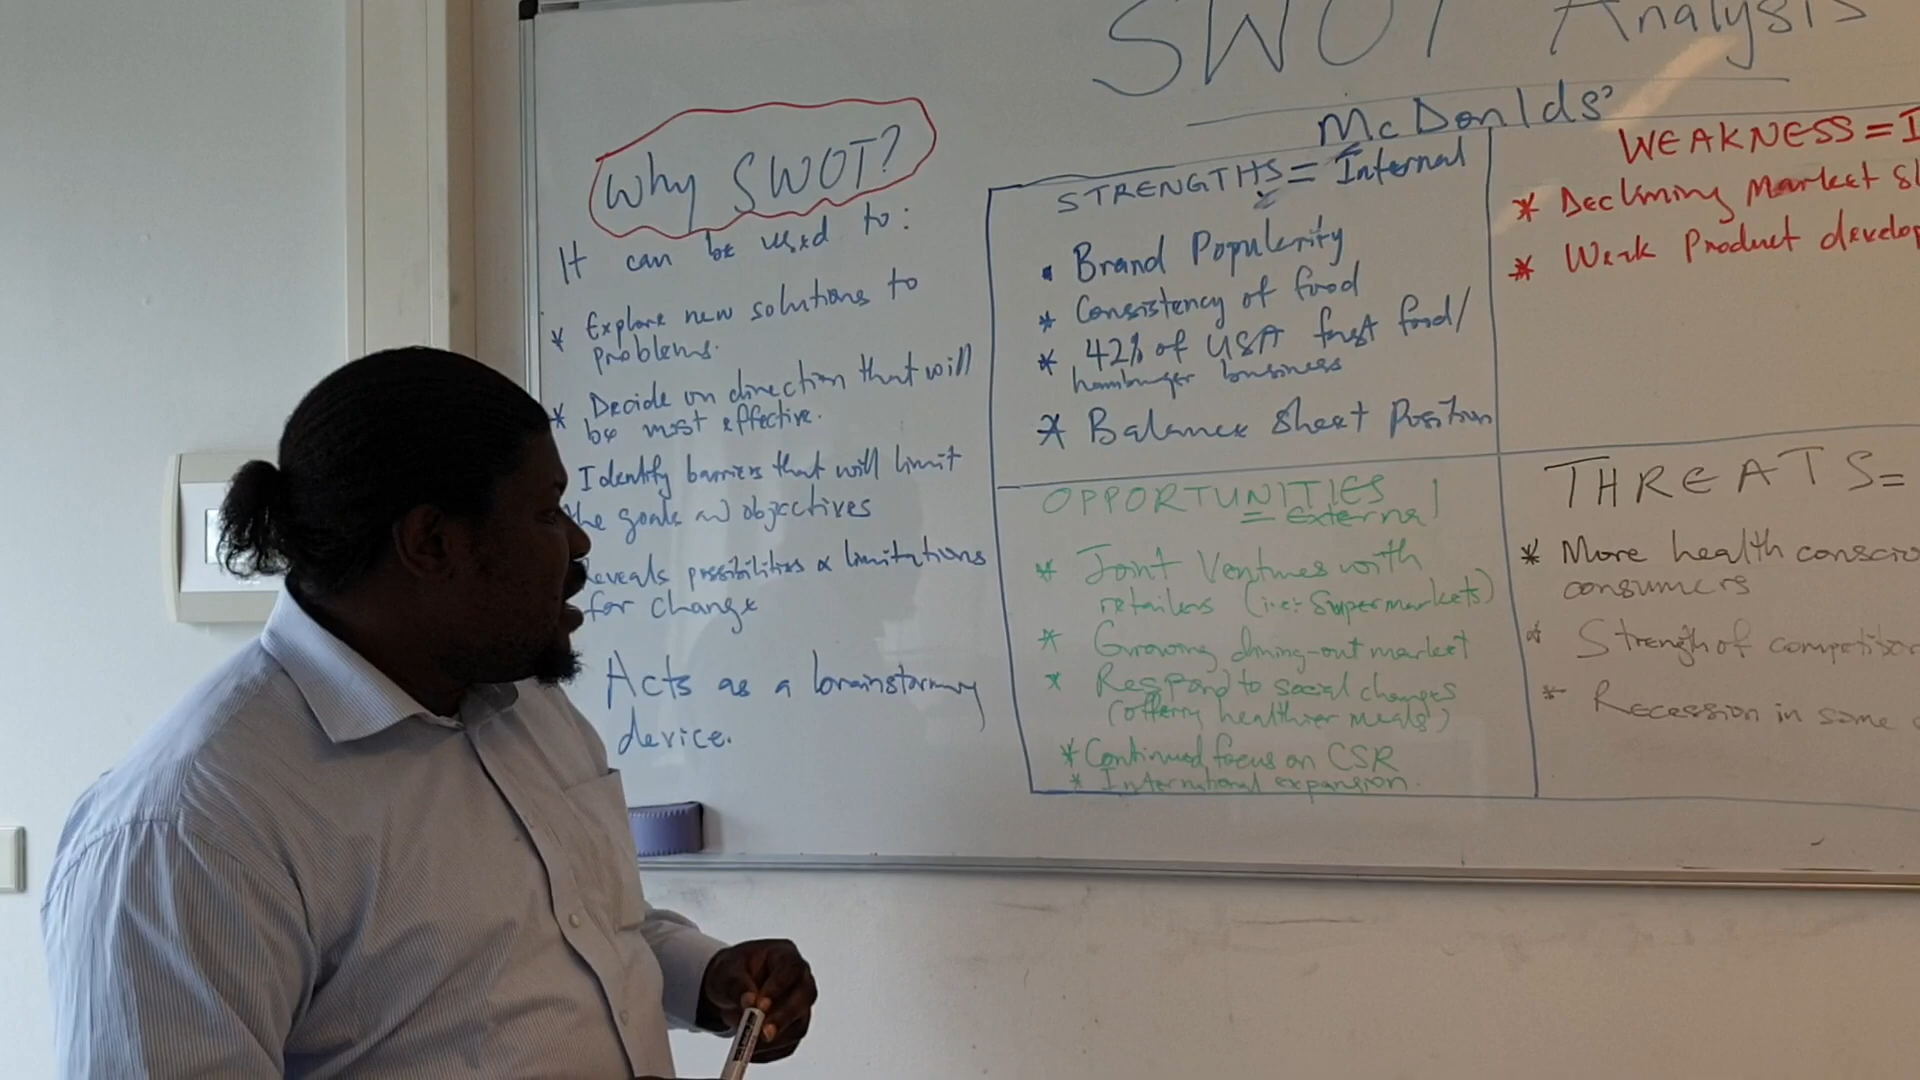 SWOT Analysis
McDonlds'
Why SWOT?
It can be used to:
* Explore new solutions to
problems.
* Decide on direction that will
be most effective.
Identify barriers that will limit
the goals and objectives
Reveals possibilities & limitations
for change
Acts as a brainstorming
device.
STRENGTHS = Internal
• Brand Popularity
* Consistency of food
* 42% of USA fast food/
hamburger business
* Balance Sheet Position
WEAKNESS = I
* Declining Market Sh
* Weak Product develop
OPPORTUNITIES
= External
* Joint Ventures with
retailers (i.e:- Supermarkets)
* Growing dining-out market
* Respond to social changes
(offering healthier meals)
* Continued focus on CSR
* International expansion.
THREATS =
* More health conscio
consumers
* Strength of competitor
* Recession in some